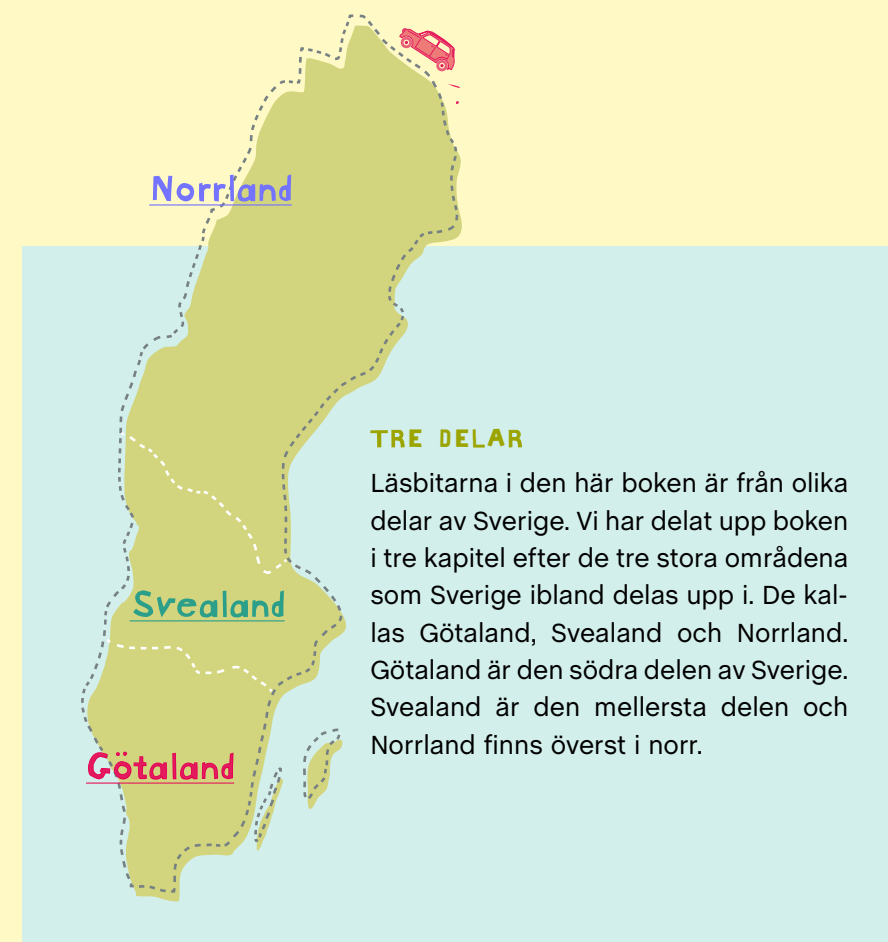 Norrland
Svealand
Götaland
TRE DELAR
Läsbitarna i den här boken är från olika
delar av Sverige. Vi har delat upp boken
i tre kapitel efter de tre stora områdena
som Sverige ibland delas upp i. De kal-
las Götaland, Svealand och Norrland.
Götaland är den södra delen av Sverige.
Svealand är den mellersta delen och
Norrland finns överst i norr.